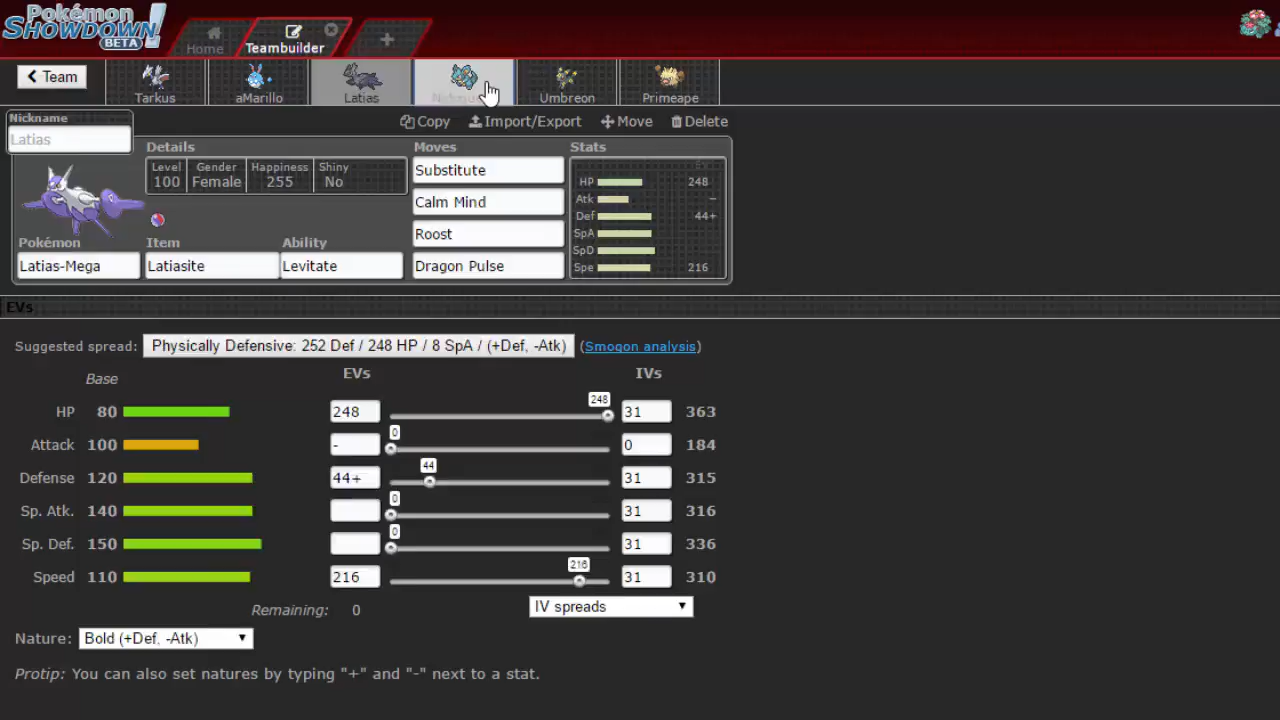 Pokémon
SHOWDOWN!
BETA
Home
Teambuilder
Team
Tarkus
aMarillo
Latias
Umbreon
Primeape
Nickname
Latias
Copy Import/Export Move Delete
Details
Moves
Stats
Level
100
Gender
Female
Happiness
255
Shiny
No
Substitute
Calm Mind
Roost
Dragon Pulse
HP 248
Atk –
Def 44+
SpA
SpD
Spe 216
Pokémon
Latias-Mega
Item
Latiasite
Ability
Levitate
EVs
Suggested spread: Physically Defensive: 252 Def / 248 HP / 8 SpA / (+Def, -Atk) (Smogon analysis)
Base EVs IVs
HP 80 248 248 31 363
Attack 100 - 0 0 184
Defense 120 44+ 44 31 315
Sp. Atk. 140 0 31 316
Sp. Def. 150 0 31 336
Speed 110 216 216 31 310
Remaining: 0 IV spreads
Nature: Bold (+Def, -Atk)
Protip: You can also set natures by typing "+" and "-" next to a stat.